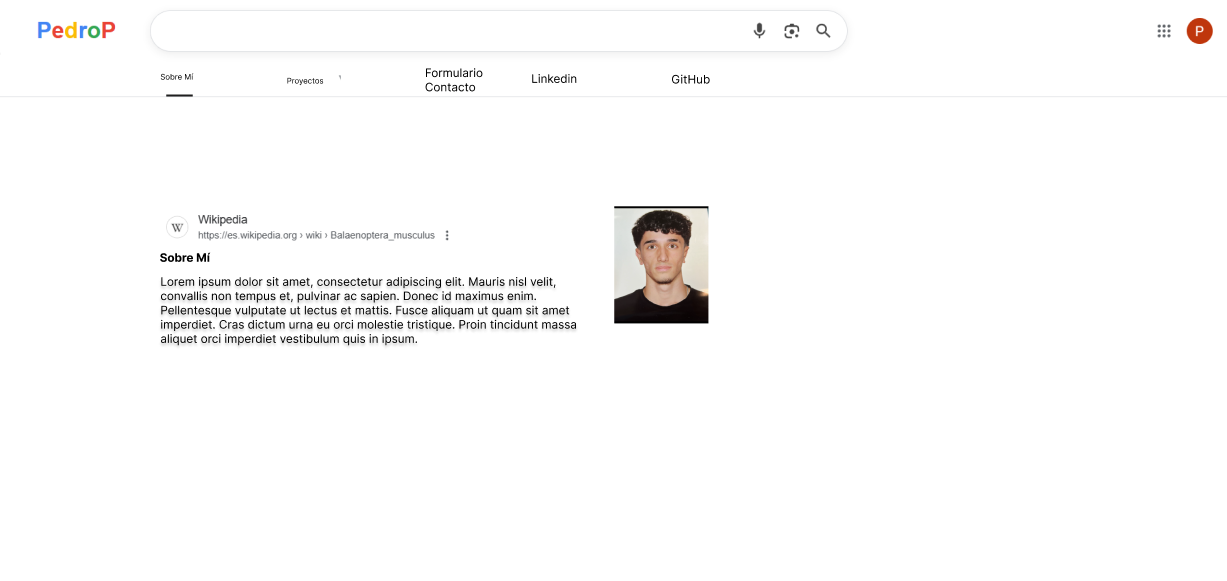 PedroP
P
Sobre Mí
Proyectos
Formulario
Contacto
Linkedin
GitHub
W
Wikipedia
https://es.wikipedia.org › wiki › Balaenoptera_musculus
Sobre Mí
Lorem ipsum dolor sit amet, consectetur adipiscing elit. Mauris nisl velit,
convallis non tempus et, pulvinar ac sapien. Donec id maximus enim.
Pellentesque vulputate ut lectus et mattis. Fusce aliquam ut quam sit amet
imperdiet. Cras dictum urna eu orci molestie tristique. Proin tincidunt massa
aliquet orci imperdiet vestibulum quis in ipsum.